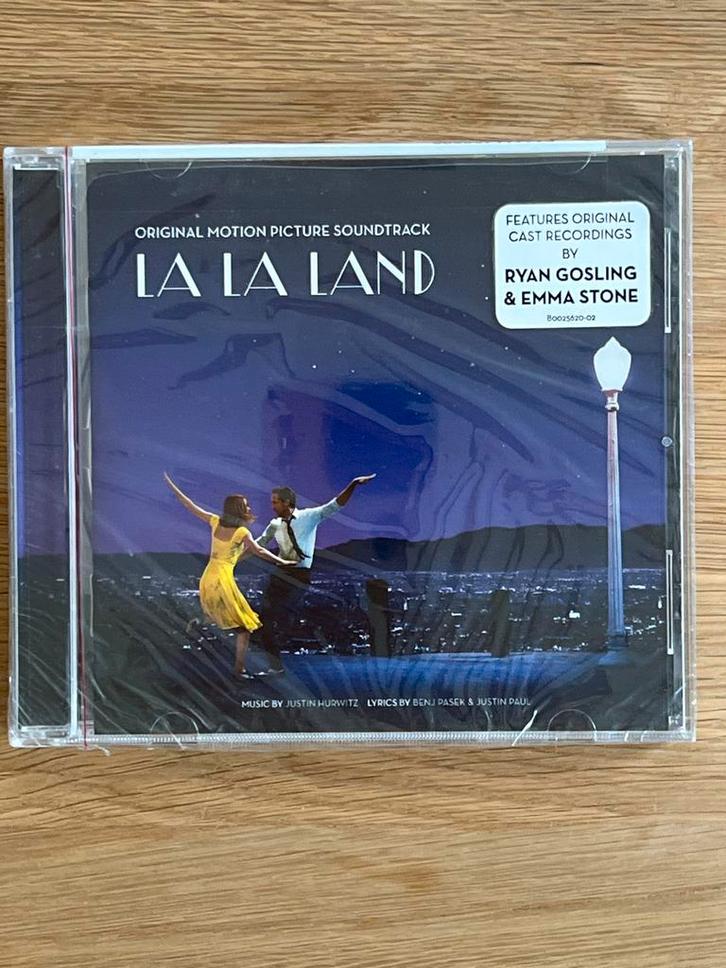 ORIGINAL MOTION PICTURE SOUNDTRACK
LA LA LAND
FEATURES ORIGINAL
CAST RECORDINGS
BY
RYAN GOSLING
& EMMA STONE
B0025620-02
MUSIC BY JUSTIN HURWITZ LYRICS BY BENJ PASEK & JUSTIN PAUL